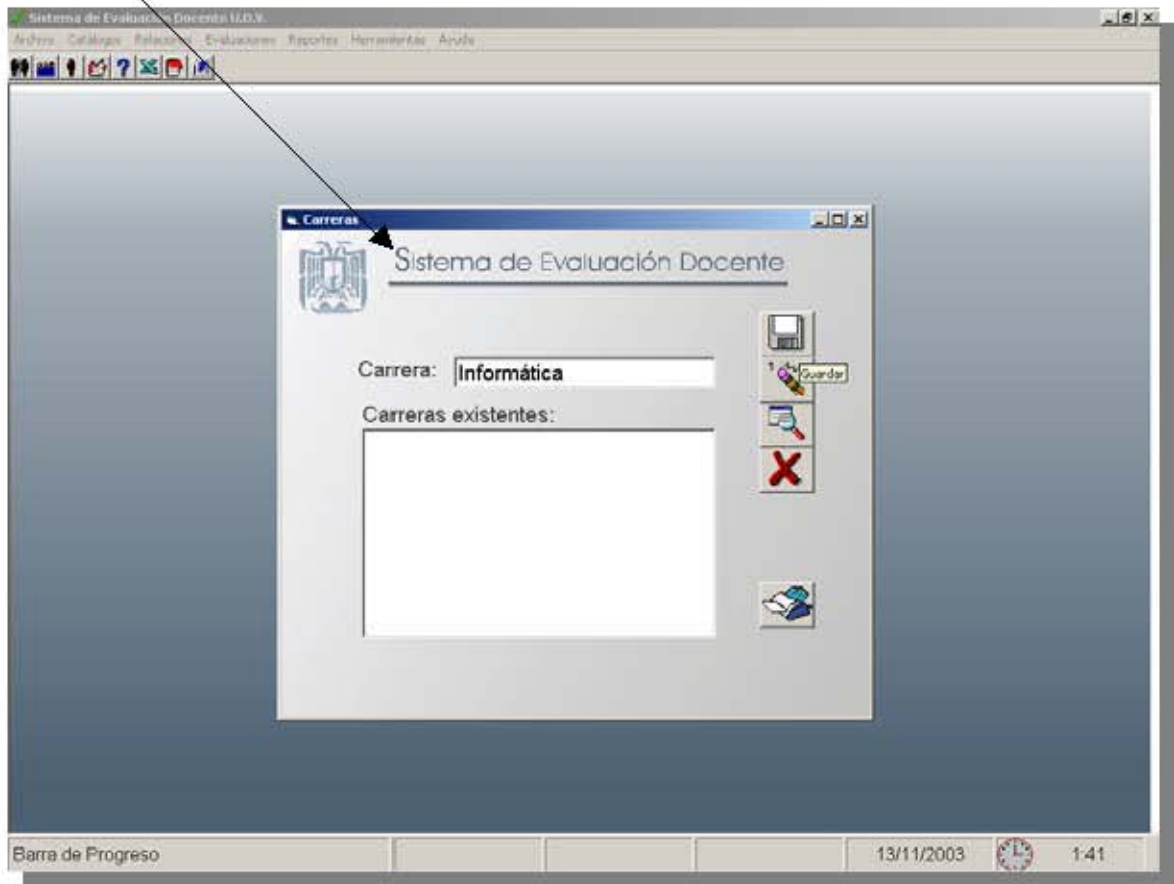 Sistema de Evaluación Docente U.D.V.
Archivo Catálogos Relaciones Evaluaciones Reportes Herramientas Ayuda
Carreras
Sistema de Evaluación Docente
Carrera: Informática
Guardar
Carreras existentes:
Barra de Progreso 13/11/2003 1:41